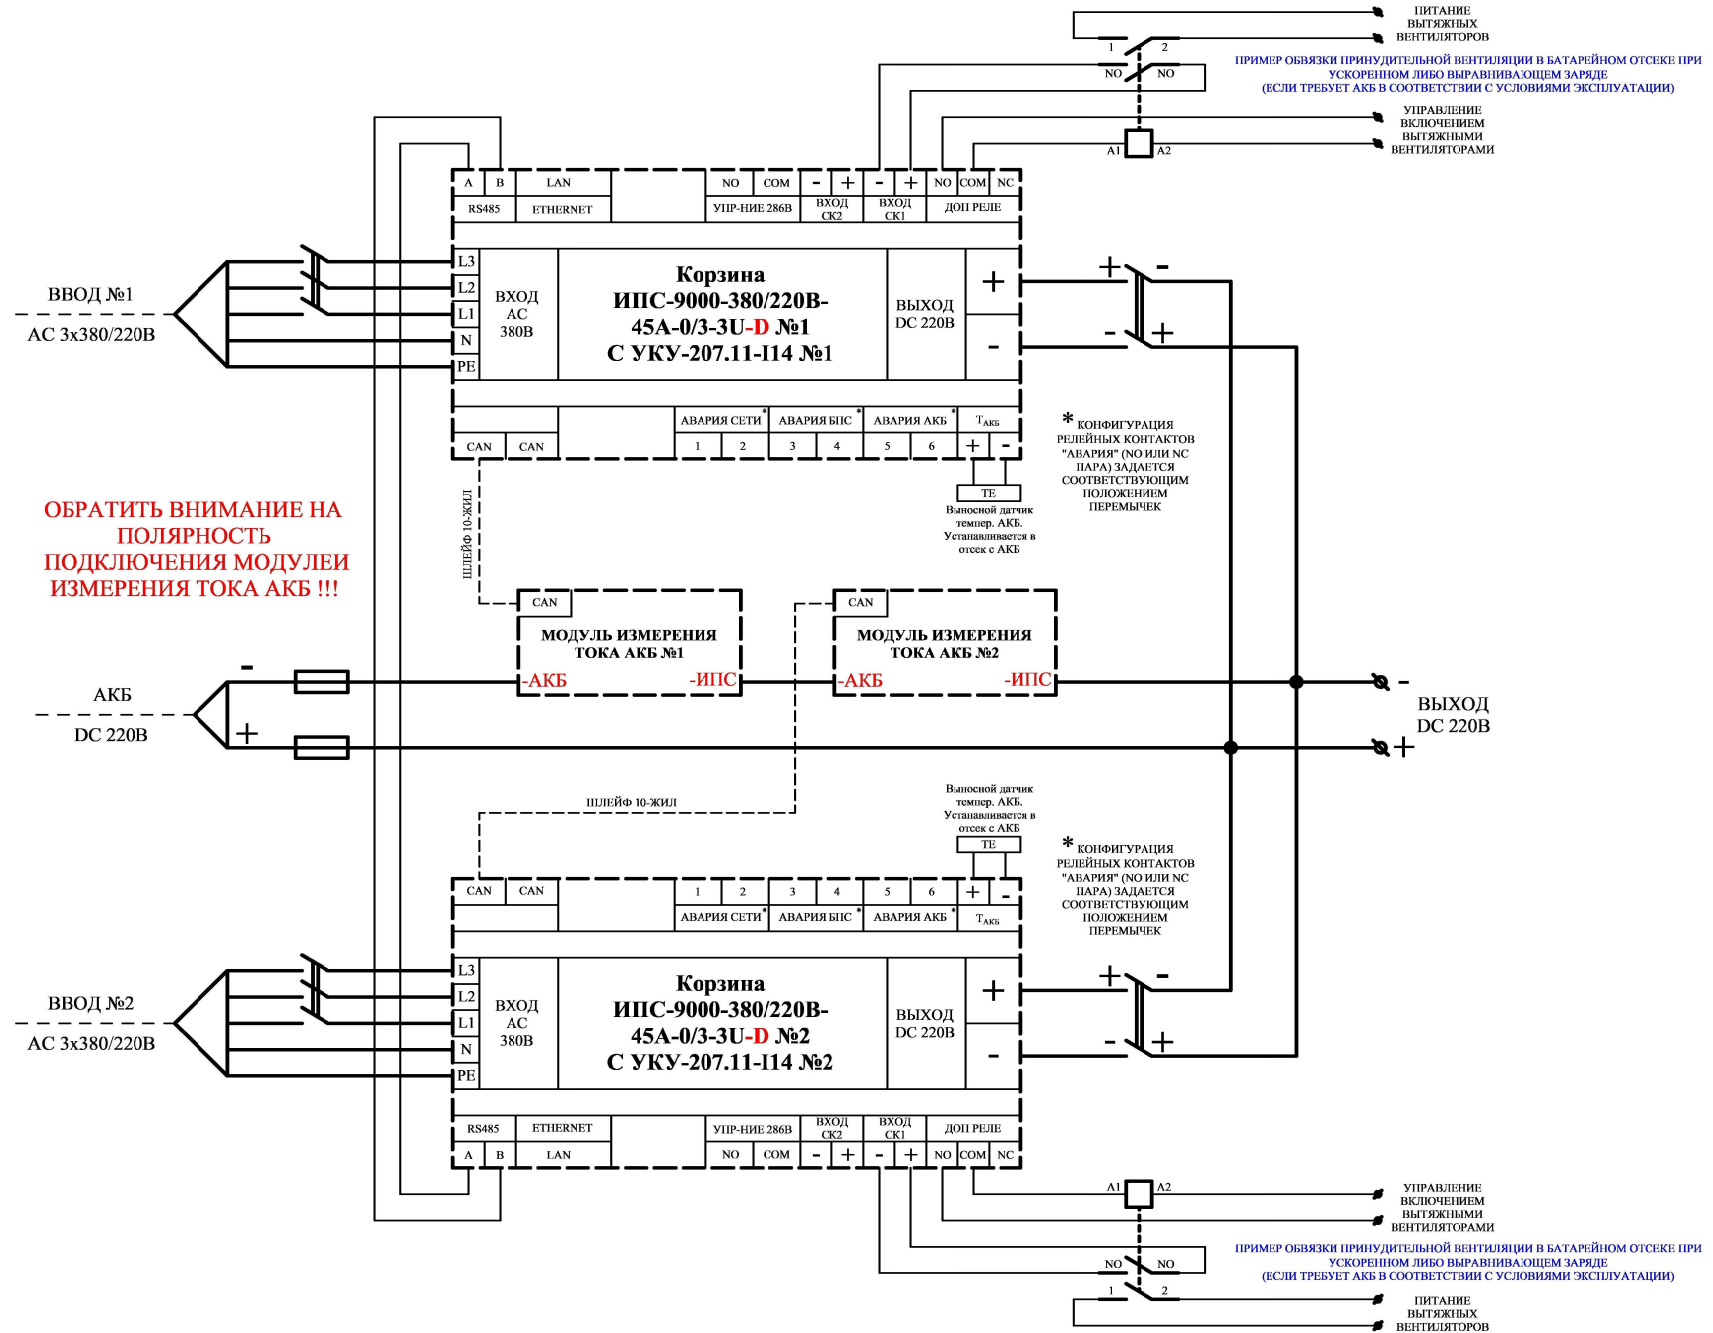 ПИТАНИЕ
ВЫТЯЖНЫХ
ВЕНТИЛЯТОРОВ
1
2
NO
NO
ПРИМЕР ОБВЯЗКИ ПРИНУДИТЕЛЬНОЙ ВЕНТИЛЯЦИИ В БАТАРЕЙНОМ ОТСЕКЕ ПРИ
УСКОРЕННОМ ЛИБО ВЫРАВНИВАЮЩЕМ ЗАРЯДЕ
(ЕСЛИ ТРЕБУЕТ АКБ В СООТВЕТСТВИИ С УСЛОВИЯМИ ЭКСПЛУАТАЦИИ)
УПРАВЛЕНИЕ
ВКЛЮЧЕНИЕМ
ВЫТЯЖНЫМИ
ВЕНТИЛЯТОРАМИ
A1
A2
A B LAN NO COM - + - + NO COM NC
RS485 ETHERNET УПР-НИЕ 286В ВХОД СК2 ВХОД СК1 ДОП РЕЛЕ
ВВОД №1
АС 3х380/220В
L3
L2
L1
N
PE
ВХОД
АС
380В
Корзина
ИПС-9000-380/220В-
45А-0/3-3U-D №1
С УКУ-207.11-I14 №1
ВЫХОД
DC 220В
+
-
+ -
- +
АВАРИЯ СЕТИ* АВАРИЯ БПС* АВАРИЯ АКБ* ТАКБ
CAN CAN 1 2 3 4 5 6 + -
TE
Выносной датчик
темпер. АКБ.
Устанавливается в
отсек с АКБ
* КОНФИГУРАЦИЯ
РЕЛЕЙНЫХ КОНТАКТОВ
"АВАРИЯ" (NO ИЛИ NC
ПАРА) ЗАДАЕТСЯ
СООТВЕТСТВУЮЩИМ
ПОЛОЖЕНИЕМ
ПЕРЕМЫЧЕК
ШЛЕЙФ 10-ЖИЛ
ОБРАТИТЬ ВНИМАНИЕ НА
ПОЛЯРНОСТЬ
ПОДКЛЮЧЕНИЯ МОДУЛЕЙ
ИЗМЕРЕНИЯ ТОКА АКБ !!!
CAN
МОДУЛЬ ИЗМЕРЕНИЯ
ТОКА АКБ №1
-АКБ -ИПС
CAN
МОДУЛЬ ИЗМЕРЕНИЯ
ТОКА АКБ №2
-АКБ -ИПС
-
АКБ
DC 220В
+
-
ВЫХОД
DC 220В
+
ШЛЕЙФ 10-ЖИЛ
Выносной датчик
темпер. АКБ.
Устанавливается в
отсек с АКБ
TE
* КОНФИГУРАЦИЯ
РЕЛЕЙНЫХ КОНТАКТОВ
"АВАРИЯ" (NO ИЛИ NC
ПАРА) ЗАДАЕТСЯ
СООТВЕТСТВУЮЩИМ
ПОЛОЖЕНИЕМ
ПЕРЕМЫЧЕК
CAN CAN 1 2 3 4 5 6 + -
АВАРИЯ СЕТИ* АВАРИЯ БПС* АВАРИЯ АКБ* ТАКБ
ВВОД №2
АС 3х380/220В
L3
L2
L1
N
PE
ВХОД
АС
380В
Корзина
ИПС-9000-380/220В-
45А-0/3-3U-D №2
С УКУ-207.11-I14 №2
ВЫХОД
DC 220В
+
-
+ -
- +
RS485 ETHERNET УПР-НИЕ 286В ВХОД СК2 ВХОД СК1 ДОП РЕЛЕ
A B LAN NO COM - + - + NO COM NC
A1
A2
УПРАВЛЕНИЕ
ВКЛЮЧЕНИЕМ
ВЫТЯЖНЫМИ
ВЕНТИЛЯТОРАМИ
ПРИМЕР ОБВЯЗКИ ПРИНУДИТЕЛЬНОЙ ВЕНТИЛЯЦИИ В БАТАРЕЙНОМ ОТСЕКЕ ПРИ
УСКОРЕННОМ ЛИБО ВЫРАВНИВАЮЩЕМ ЗАРЯДЕ
(ЕСЛИ ТРЕБУЕТ АКБ В СООТВЕТСТВИИ С УСЛОВИЯМИ ЭКСПЛУАТАЦИИ)
NO
NO
1
2
ПИТАНИЕ
ВЫТЯЖНЫХ
ВЕНТИЛЯТОРОВ